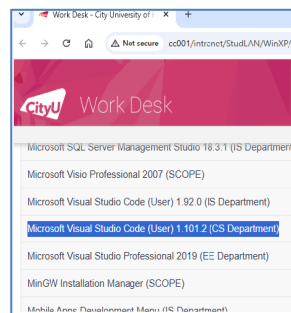 Work Desk - City University of H
Not secure
cc001/intranet/StudLAN/WinXP/
CityU
Work Desk
Microsoft SQL Server Management Studio 18.3.1 (IS Departmen
Microsoft Visio Professional 2007 (SCOPE)
Microsoft Visual Studio Code (User) 1.92.0 (IS Department)
Microsoft Visual Studio Code (User) 1.101.2 (CS Department)
Microsoft Visual Studio Professional 2019 (EE Department)
MinGW Installation Manager (SCOPE)
Mobile Apps Development Menu (IS Department)